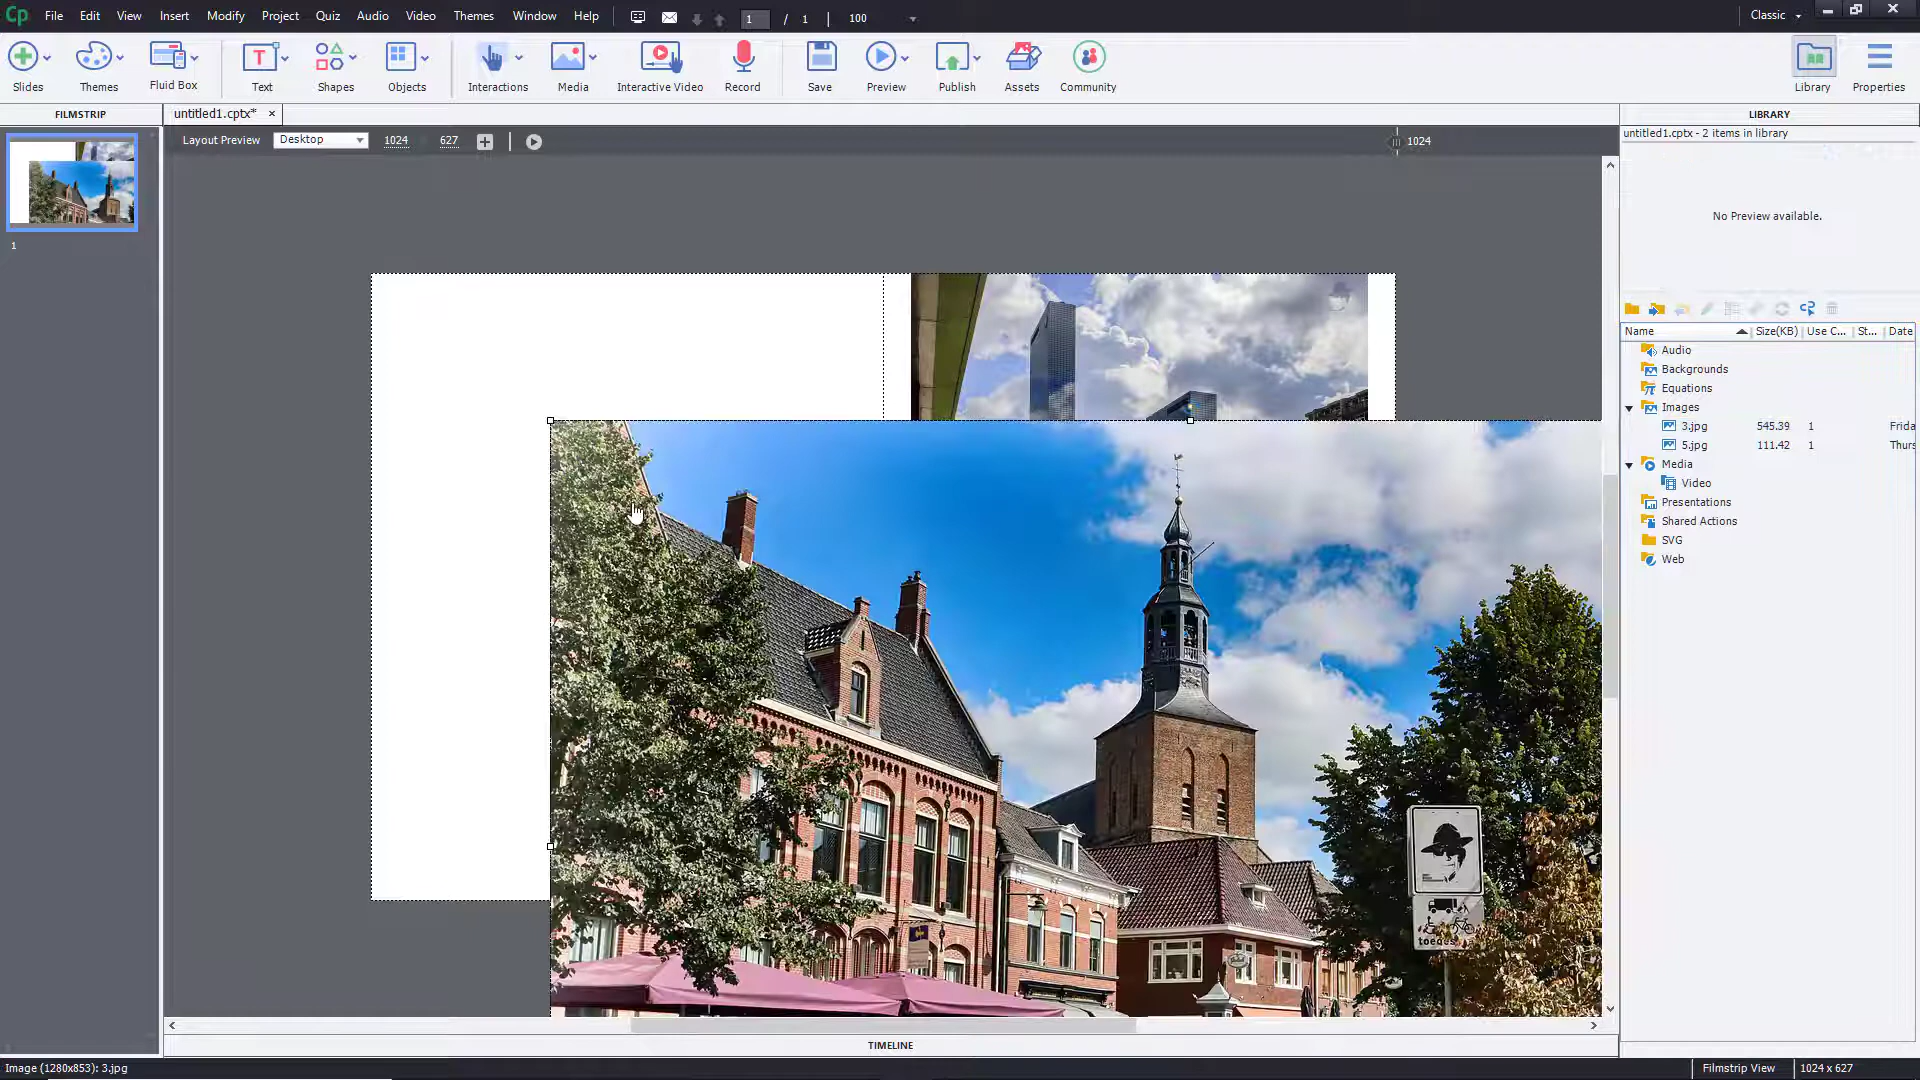 Cp File Edit View Insert Modify Project Quiz Audio Video Themes Window Help 1 / 1 100 Classic
Slides Themes Fluid Box Text Shapes Objects Interactions Media Interactive Video Record Save Preview Publish Assets Community Library Properties
FILMSTRIP untitled1.cptx* LIBRARY
Layout Preview Desktop 1024 627 1024
untitled1.cptx - 2 items in library
No Preview available.
1
Name Size(KB) Use C... St... Date
Audio
Backgrounds
Equations
Images
3.jpg 545.39 1 Frida
5.jpg 111.42 1 Thurs
Media
Video
Presentations
Shared Actions
SVG
Web
TIMELINE
Image (1280x853): 3.jpg Filmstrip View 1024 x 627